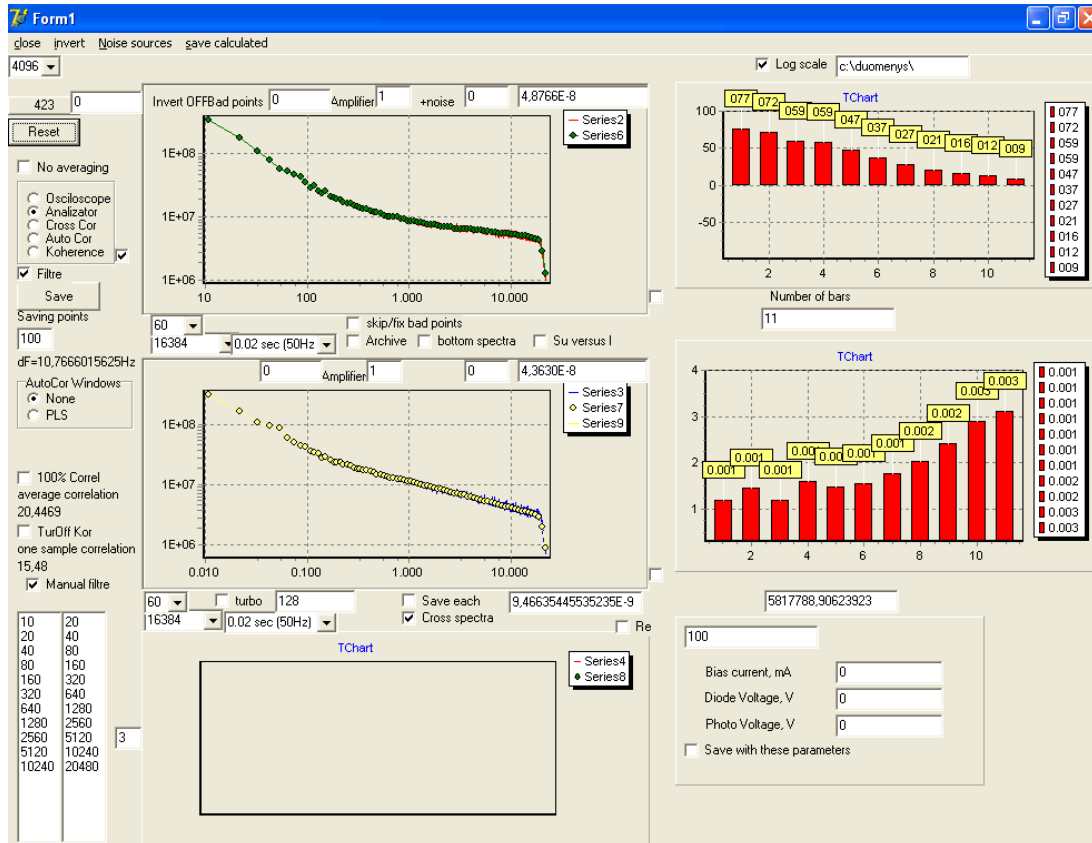 Form1
close invert Noise sources save calculated
4096
423 0
Reset
No averaging
Osciloscope
Analizator
Cross Cor
Auto Cor
Koherence
Filtre
Save
Saving points
100
dF=10,7666015625Hz
AutoCor Windows
None
PLS
100% Correl
average correlation
20,4469
TurOff Kor
one sample correlation
15,48
Manual filtre
10 20
20 40
40 80
80 160
160 320
320 640
640 1280
1280 2560
2560 5120
5120 10240
10240 20480
3
Invert OFFBad points 0 Amplifier 1 +noise 0 4,8766E-8
Series2
Series6
1E+08
1E+07
1E+06
10 100 1.000 10.000
60 skip/fix bad points
16384 0.02 sec (50Hz Archive bottom spectra Su versus I
0 Amplifier 1 0 4,3630E-8
Series3
Series7
Series9
1E+08
1E+07
1E+06
0.010 0.100 1.000 10.000
60 turbo 128 Save each 9,46635445535235E-9
16384 0.02 sec (50Hz) Cross spectra
Re
TChart
Series4
Series8
Log scale c:\duomenys\
TChart
077 072 059 059 047 037 027 021 016 012 009
100
50
0
-50
2 4 6 8 10
077
072
059
059
047
037
027
021
016
012
009
Number of bars
11
TChart
0.001 0.001 0.001 0.001 0.001 0.001 0.001 0.002 0.002 0.003 0.003
4
3
2
1
2 4 6 8 10
0.001
0.001
0.001
0.001
0.001
0.001
0.001
0.002
0.002
0.003
0.003
5817788,90623923
100
Bias current, mA 0
Diode Voltage, V 0
Photo Voltage, V 0
Save with these parameters